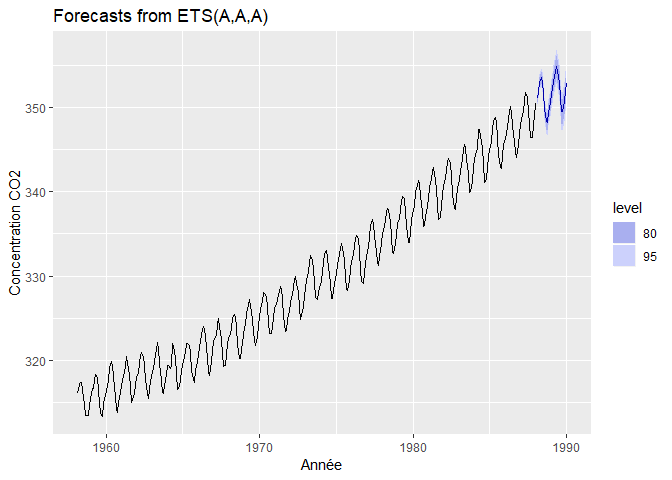 Forecasts from ETS(A,A,A)
Concentration CO2
350
340
330
320
1960
1970
1980
1990
Année
level
80
95